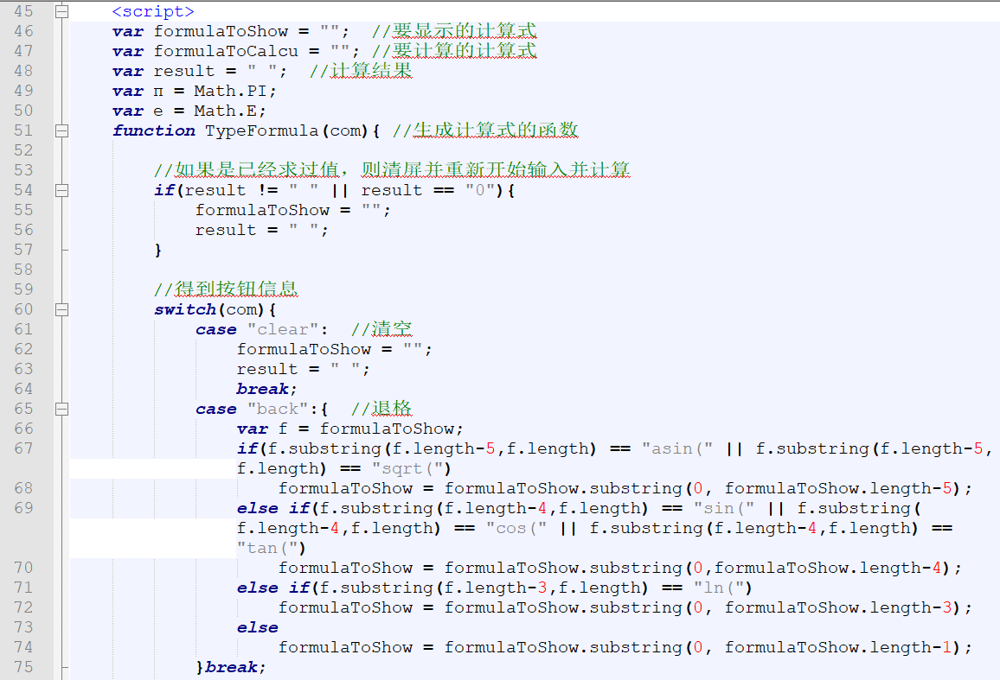 45 <script>
46 var formulaToShow = "";  //要显示的计算式
47 var formulaToCalcu = ""; //要计算的计算式
48 var result = " ";  //计算结果
49 var π = Math.PI;
50 var e = Math.E;
51 function TypeFormula(com){ //生成计算式的函数
52
53 //如果是已经求过值，则清屏并重新开始输入并计算
54 if(result != " " || result == "0"){
55 formulaToShow = "";
56 result = " ";
57 }
58
59 //得到按钮信息
60 switch(com){
61 case "clear":  //清空
62 formulaToShow = "";
63 result = " ";
64 break;
65 case "back":{  //退格
66 var f = formulaToShow;
67 if(f.substring(f.length-5,f.length) == "asin(" || f.substring(f.length-5,
f.length) == "sqrt(")
68 formulaToShow = formulaToShow.substring(0, formulaToShow.length-5);
69 else if(f.substring(f.length-4,f.length) == "sin(" || f.substring(
f.length-4,f.length) == "cos(" || f.substring(f.length-4,f.length) ==
"tan(")
70 formulaToShow = formulaToShow.substring(0,formulaToShow.length-4);
71 else if(f.substring(f.length-3,f.length) == "ln(")
72 formulaToShow = formulaToShow.substring(0, formulaToShow.length-3);
73 else
74 formulaToShow = formulaToShow.substring(0, formulaToShow.length-1);
75 }break;